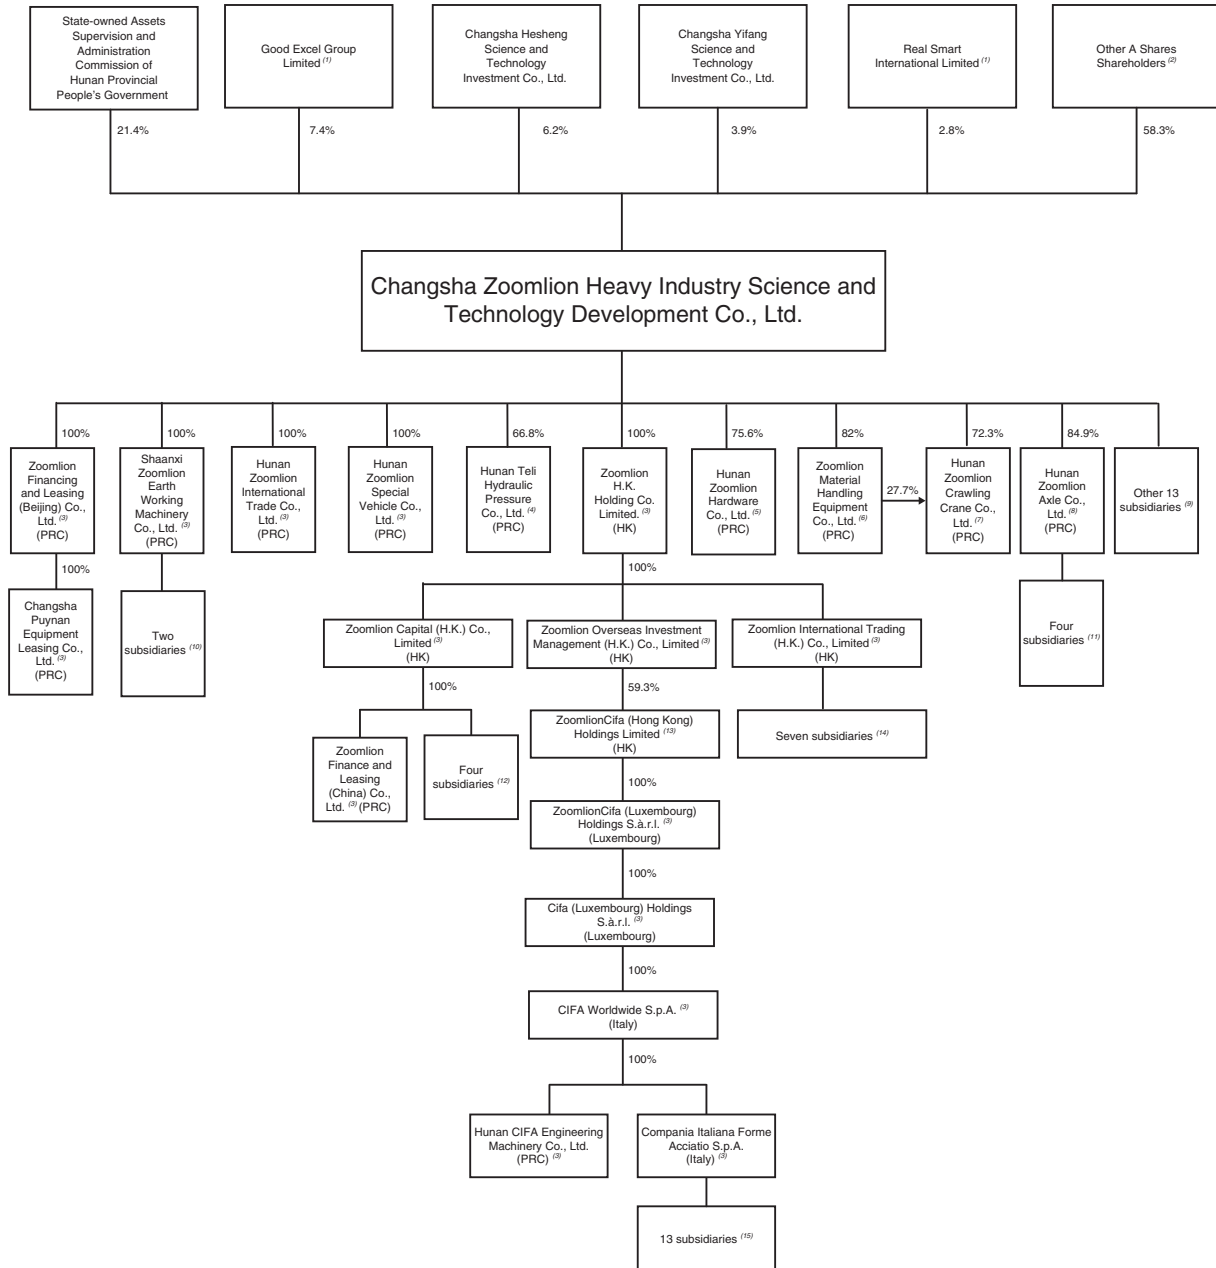 State-owned Assets
Supervision and
Administration
Commission of
Hunan Provincial
People's Government
Good Excel Group
Limited (1)
Changsha Hesheng
Science and
Technology
Investment Co., Ltd.
Changsha Yifang
Science and
Technology
Investment Co., Ltd.
Real Smart
International Limited (1)
Other A Shares
Shareholders (2)
21.4%
7.4%
6.2%
3.9%
2.8%
58.3%
Changsha Zoomlion Heavy Industry Science and
Technology Development Co., Ltd.
100%
100%
100%
100%
66.8%
100%
75.6%
82%
72.3%
84.9%
Zoomlion
Financing
and Leasing
(Beijing) Co.,
Ltd. (3)
(PRC)
Shaanxi
Zoomlion
Earth
Working
Machinery
Co., Ltd. (3)
(PRC)
Hunan
Zoomlion
International
Trade Co.,
Ltd. (3)
(PRC)
Hunan
Zoomlion
Special
Vehicle Co.,
Ltd. (3)
(PRC)
Hunan Teli
Hydraulic
Pressure
Co., Ltd. (4)
(PRC)
Zoomlion
H.K.
Holding Co.
Limited. (3)
(HK)
Hunan
Zoomlion
Hardware
Co., Ltd. (5)
(PRC)
Zoomlion
Material
Handling
Equipment
Co., Ltd. (6)
(PRC)
27.7%
Hunan
Zoomlion
Crawling
Crane Co.,
Ltd. (7)
(PRC)
Hunan
Zoomlion
Axle Co.,
Ltd. (8)
(PRC)
Other 13
subsidiaries (9)
100%
100%
Changsha
Puynan
Equipment
Leasing Co.,
Ltd. (3)
(PRC)
Two
subsidiaries (10)
Four
subsidiaries (11)
Zoomlion Capital (H.K.) Co.,
Limited (3)
(HK)
Zoomlion Overseas Investment
Management (H.K.) Co., Limited (3)
(HK)
Zoomlion International Trading
(H.K.) Co., Limited (3)
(HK)
100%
59.3%
Zoomlion
Finance and
Leasing
(China) Co.,
Ltd. (3) (PRC)
Four
subsidiaries (12)
ZoomlionCifa (Hong Kong)
Holdings Limited (13)
(HK)
Seven subsidiaries (14)
100%
ZoomlionCifa (Luxembourg)
Holdings S.à.r.l. (3)
(Luxembourg)
100%
Cifa (Luxembourg) Holdings
S.à.r.l. (3)
(Luxembourg)
100%
CIFA Worldwide S.p.A. (3)
(Italy)
100%
Hunan CIFA Engineering
Machinery Co., Ltd.
(PRC) (3)
Compania Italiana Forme
Acciatio S.p.A.
(Italy) (3)
13 subsidiaries (15)